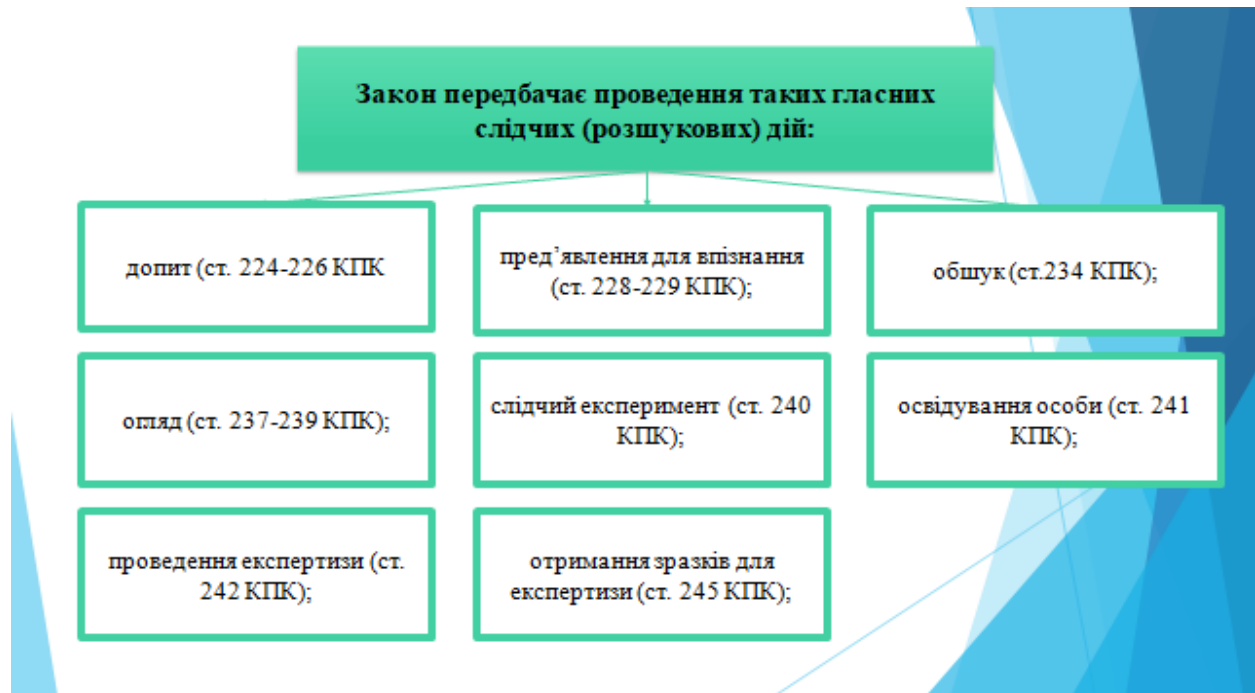 Закон передбачає проведення таких гласних
слідчих (розшукових) дій:
допит (ст. 224-226 КПК
пред’явлення для впізнання
(ст. 228-229 КПК);
обшук (ст.234 КПК);
огляд (ст. 237-239 КПК);
слідчий експеримент (ст. 240
КПК);
освідування особи (ст. 241
КПК);
проведення експертизи (ст.
242 КПК);
отримання зразків для
експертизи (ст. 245 КПК);